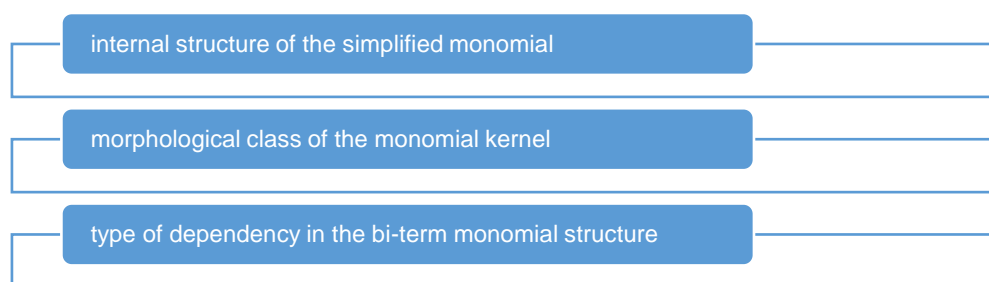 internal structure of the simplified monomial
morphological class of the monomial kernel
type of dependency in the bi-term monomial structure